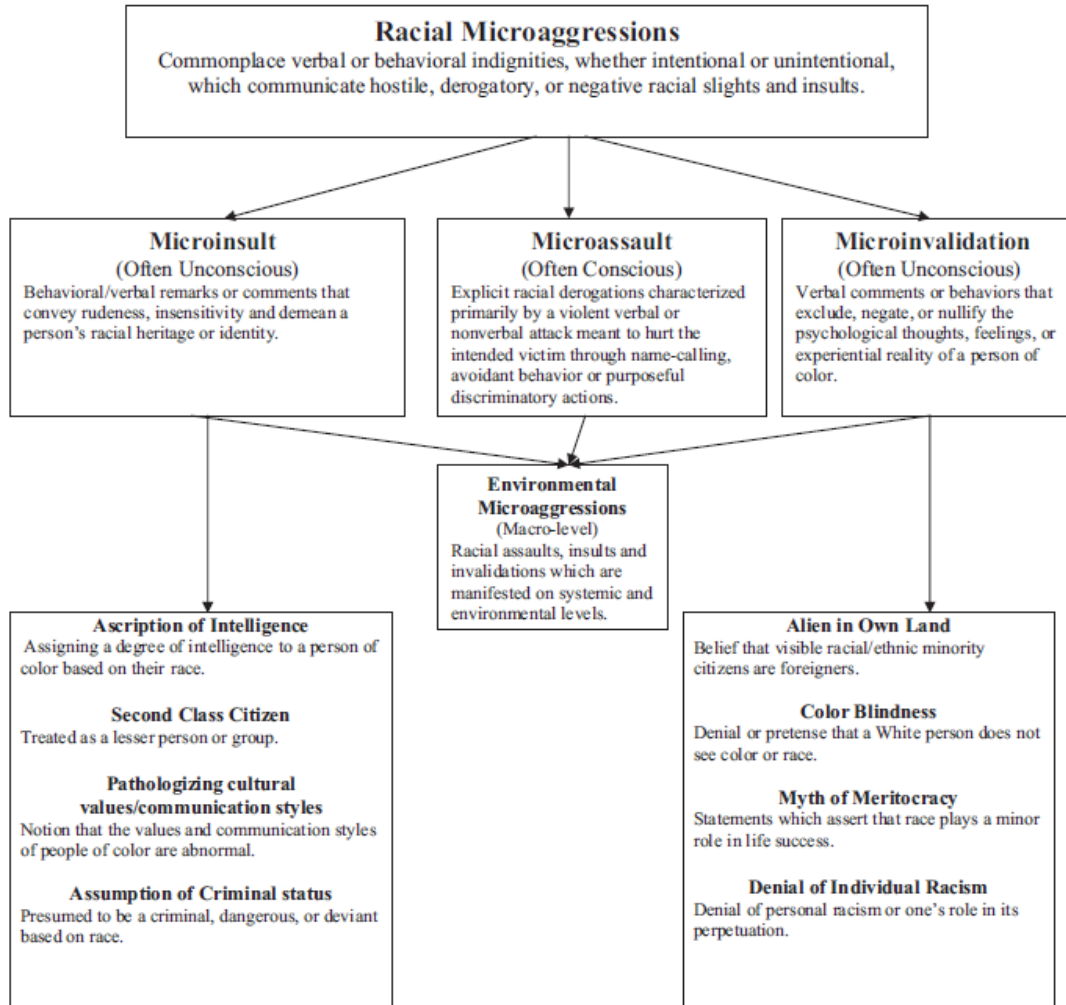 Racial Microaggressions
Commonplace verbal or behavioral indignities, whether intentional or unintentional,
which communicate hostile, derogatory, or negative racial slights and insults.
Microinsult
(Often Unconscious)
Behavioral/verbal remarks or comments that
convey rudeness, insensitivity and demean a
person's racial heritage or identity.
Microassault
(Often Conscious)
Explicit racial derogations characterized
primarily by a violent verbal or
nonverbal attack meant to hurt the
intended victim through name-calling,
avoidant behavior or purposeful
discriminatory actions.
Microinvalidation
(Often Unconscious)
Verbal comments or behaviors that
exclude, negate, or nullify the
psychological thoughts, feelings, or
experiential reality of a person of
color.
Environmental
Microaggressions
(Macro-level)
Racial assaults, insults and
invalidations which are
manifested on systemic and
environmental levels.
Ascription of Intelligence
Assigning a degree of intelligence to a person of
color based on their race.
Second Class Citizen
Treated as a lesser person or group.
Pathologizing cultural
values/communication styles
Notion that the values and communication styles
of people of color are abnormal.
Assumption of Criminal status
Presumed to be a criminal, dangerous, or deviant
based on race.
Alien in Own Land
Belief that visible racial/ethnic minority
citizens are foreigners.
Color Blindness
Denial or pretense that a White person does not
see color or race.
Myth of Meritocracy
Statements which assert that race plays a minor
role in life success.
Denial of Individual Racism
Denial of personal racism or one's role in its
perpetuation.